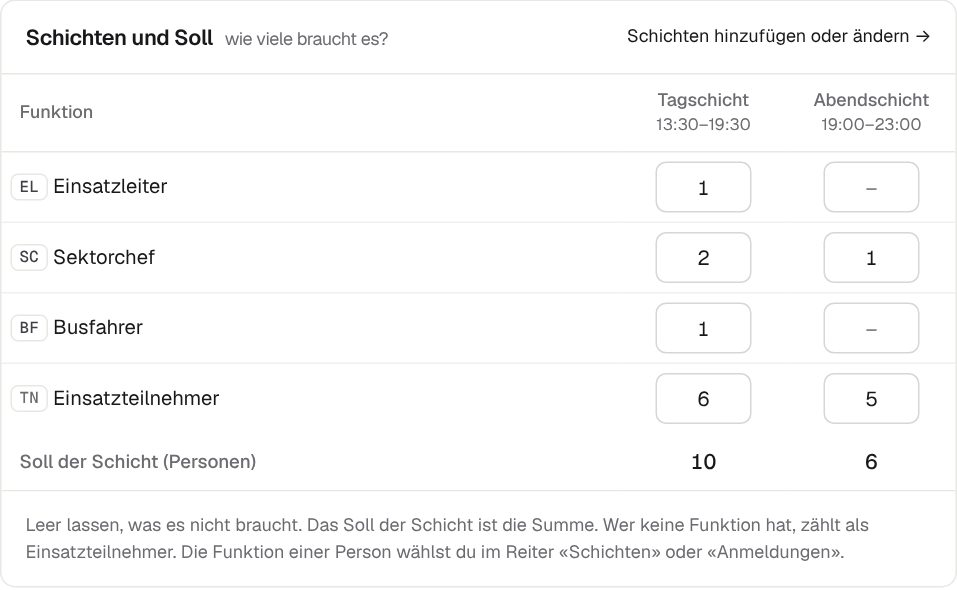 Schichten und Soll wie viele braucht es? Schichten hinzufügen oder ändern →
Funktion Tagschicht 13:30–19:30 Abendschicht 19:00–23:00
EL Einsatzleiter 1 –
SC Sektorchef 2 1
BF Busfahrer 1 –
TN Einsatzteilnehmer 6 5
Soll der Schicht (Personen) 10 6
Leer lassen, was es nicht braucht. Das Soll der Schicht ist die Summe. Wer keine Funktion hat, zählt als
Einsatzteilnehmer. Die Funktion einer Person wählst du im Reiter «Schichten» oder «Anmeldungen».